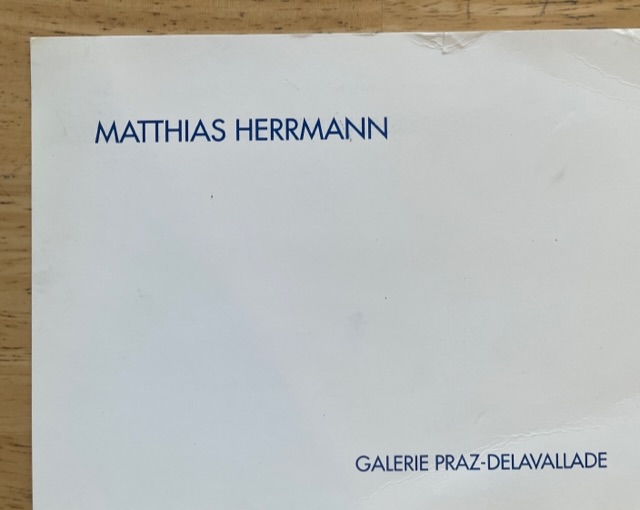 MATTHIAS HERRMANN
GALERIE PRAZ-DELAVALLADE